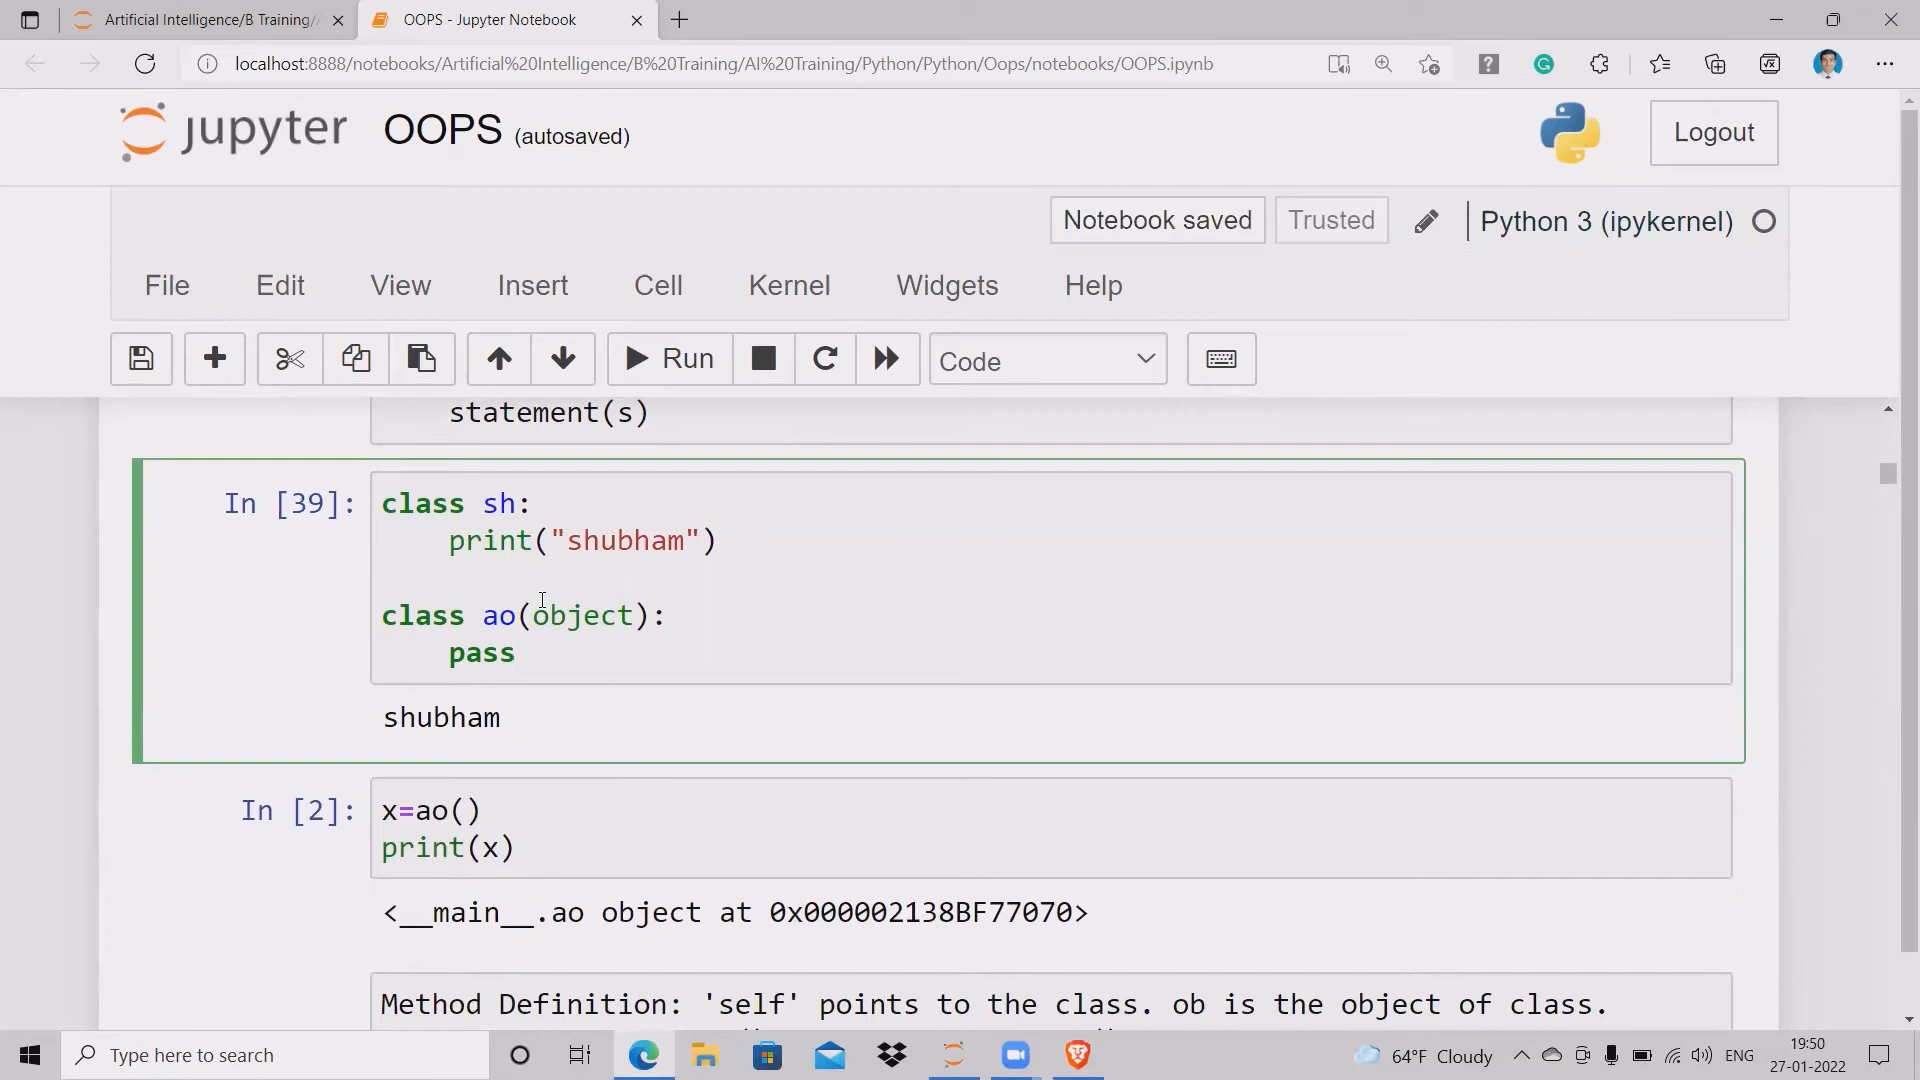 Artificial Intelligence/B Training/
OOPS - Jupyter Notebook
localhost:8888/notebooks/Artificial%20Intelligence/B%20Training/AI%20Training/Python/Python/Oops/notebooks/OOPS.ipynb
jupyter OOPS (autosaved)
Logout
Notebook saved Trusted Python 3 (ipykernel)
File Edit View Insert Cell Kernel Widgets Help
Run Code
statement(s)
In [39]: class sh:
print("shubham")
class ao(object):
pass
shubham
In [2]: x=ao()
print(x)
<__main__.ao object at 0x000002138BF77070>
Method Definition: 'self' points to the class. ob is the object of class.
Type here to search
64°F Cloudy
ENG
19:50
27-01-2022